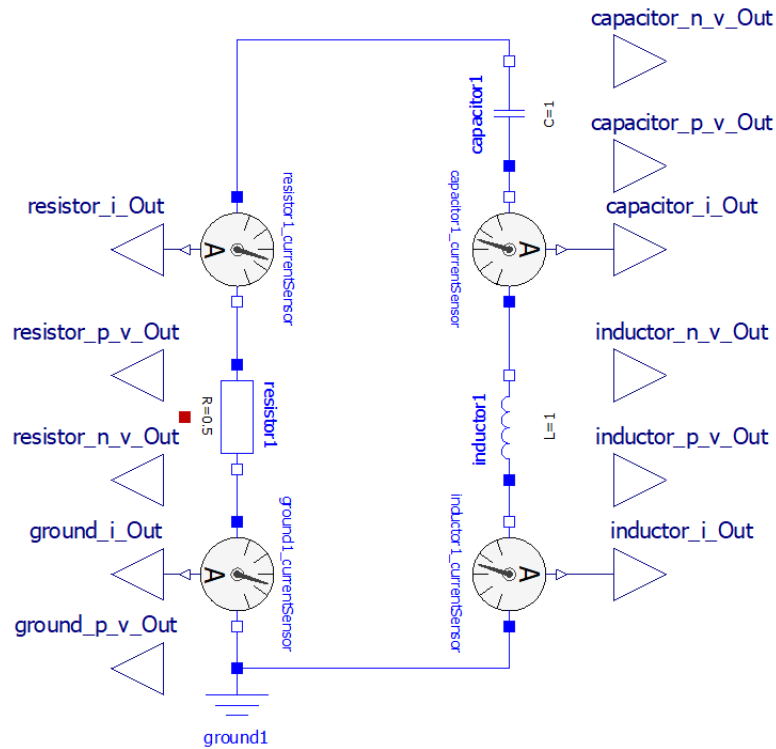 capacitor_n_v_Out
capacitor1
C=1
capacitor_p_v_Out
resistor_i_Out
resistor1_currentSensor
A
capacitor1_currentSensor
A
capacitor_i_Out
resistor_p_v_Out
inductor_n_v_Out
R=0.5
resistor1
inductor1
L=1
resistor_n_v_Out
inductor_p_v_Out
ground_i_Out
ground1_currentSensor
A
inductor1_currentSensor
A
inductor_i_Out
ground_p_v_Out
ground1